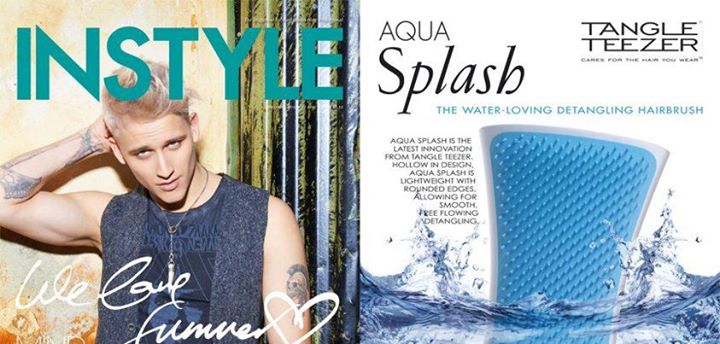 INSTYLE
We love
Summer
AQUA
Splash
TANGLE
TEEZER
CARES FOR THE HAIR YOU WEAR
THE WATER-LOVING DETANGLING HAIRBRUSH
AQUA SPLASH IS THE
LATEST INNOVATION
FROM TANGLE TEEZER.
HOLLOW IN DESIGN,
AQUA SPLASH IS
LIGHTWEIGHT WITH
ROUNDED EDGES,
ALLOWING FOR
SMOOTH,
FREE FLOWING
DETANGLING.